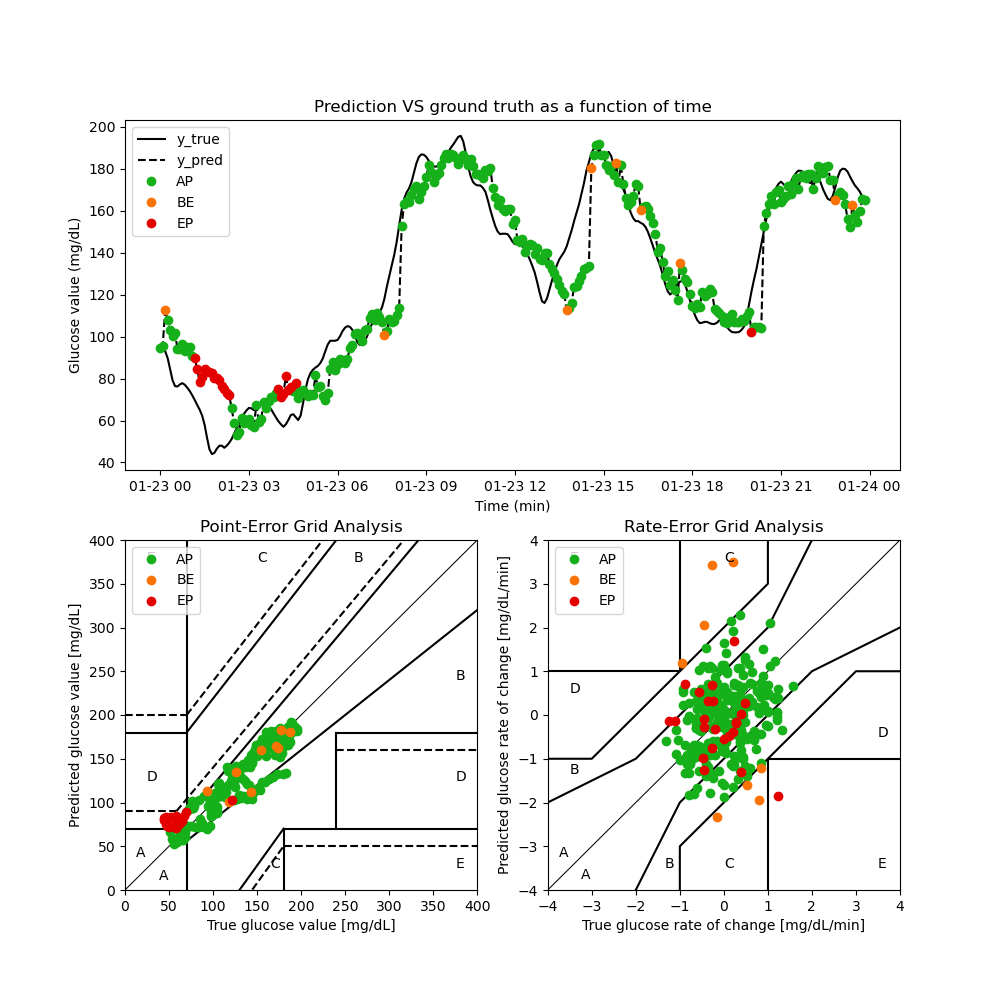 Prediction VS ground truth as a function of time
Glucose value (mg/dL)
200
180
160
140
120
100
80
60
40
y_true
y_pred
AP
BE
EP
01-23 00 01-23 03 01-23 06 01-23 09 01-23 12 01-23 15 01-23 18 01-23 21 01-24 00
Time (min)
Point-Error Grid Analysis
Predicted glucose value [mg/dL]
400
350
300
250
200
150
100
50
0
AP
BE
EP
C
B
B
D
D
A
A
C
E
0 50 100 150 200 250 300 350 400
True glucose value [mg/dL]
Rate-Error Grid Analysis
Predicted glucose rate of change [mg/dL/min]
4
3
2
1
0
−1
−2
−3
−4
AP
BE
EP
C
D
D
B
A
A
B
C
E
−4 −3 −2 −1 0 1 2 3 4
True glucose rate of change [mg/dL/min]